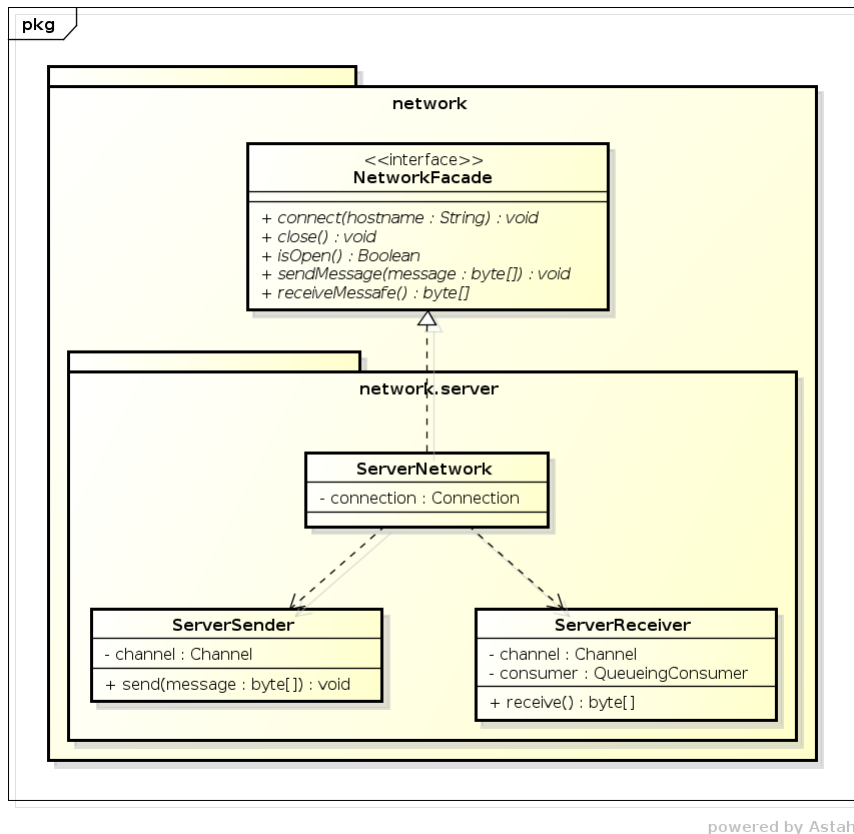 pkg
network
<<interface>>
NetworkFacade
+ connect(hostname : String) : void
+ close() : void
+ isOpen() : Boolean
+ sendMessage(message : byte[]) : void
+ receiveMessafe() : byte[]
network.server
ServerNetwork
- connection : Connection
ServerSender
- channel : Channel
+ send(message : byte[]) : void
ServerReceiver
- channel : Channel
- consumer : QueueingConsumer
+ receive() : byte[]
powered by Astah